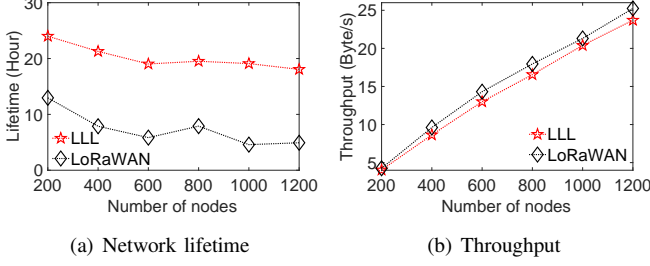 30
20
10
0
Lifetime (Hour)
LLL
LoRaWAN
200 400 600 800 1000 1200
Number of nodes
(a) Network lifetime
25
20
15
10
5
Throughput (Byte/s)
LLL
LoRaWAN
200 400 600 800 1000 1200
Number of nodes
(b) Throughput